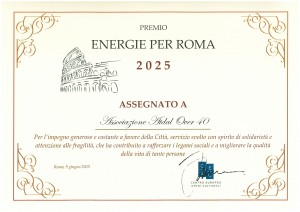 PREMIO
ENERGIE PER ROMA
2025
ASSEGNATO A
Associazione Aidal Over 40
Per l'impegno generoso e costante a favore della Città, servizio svolto con spirito di solidarietà e
attenzione alle fragilità, che ha contribuito a rafforzare i legami sociali e a migliorare la qualità
della vita di tante persone
Roma, 9 giugno 2025
CENTRO EUROPEO